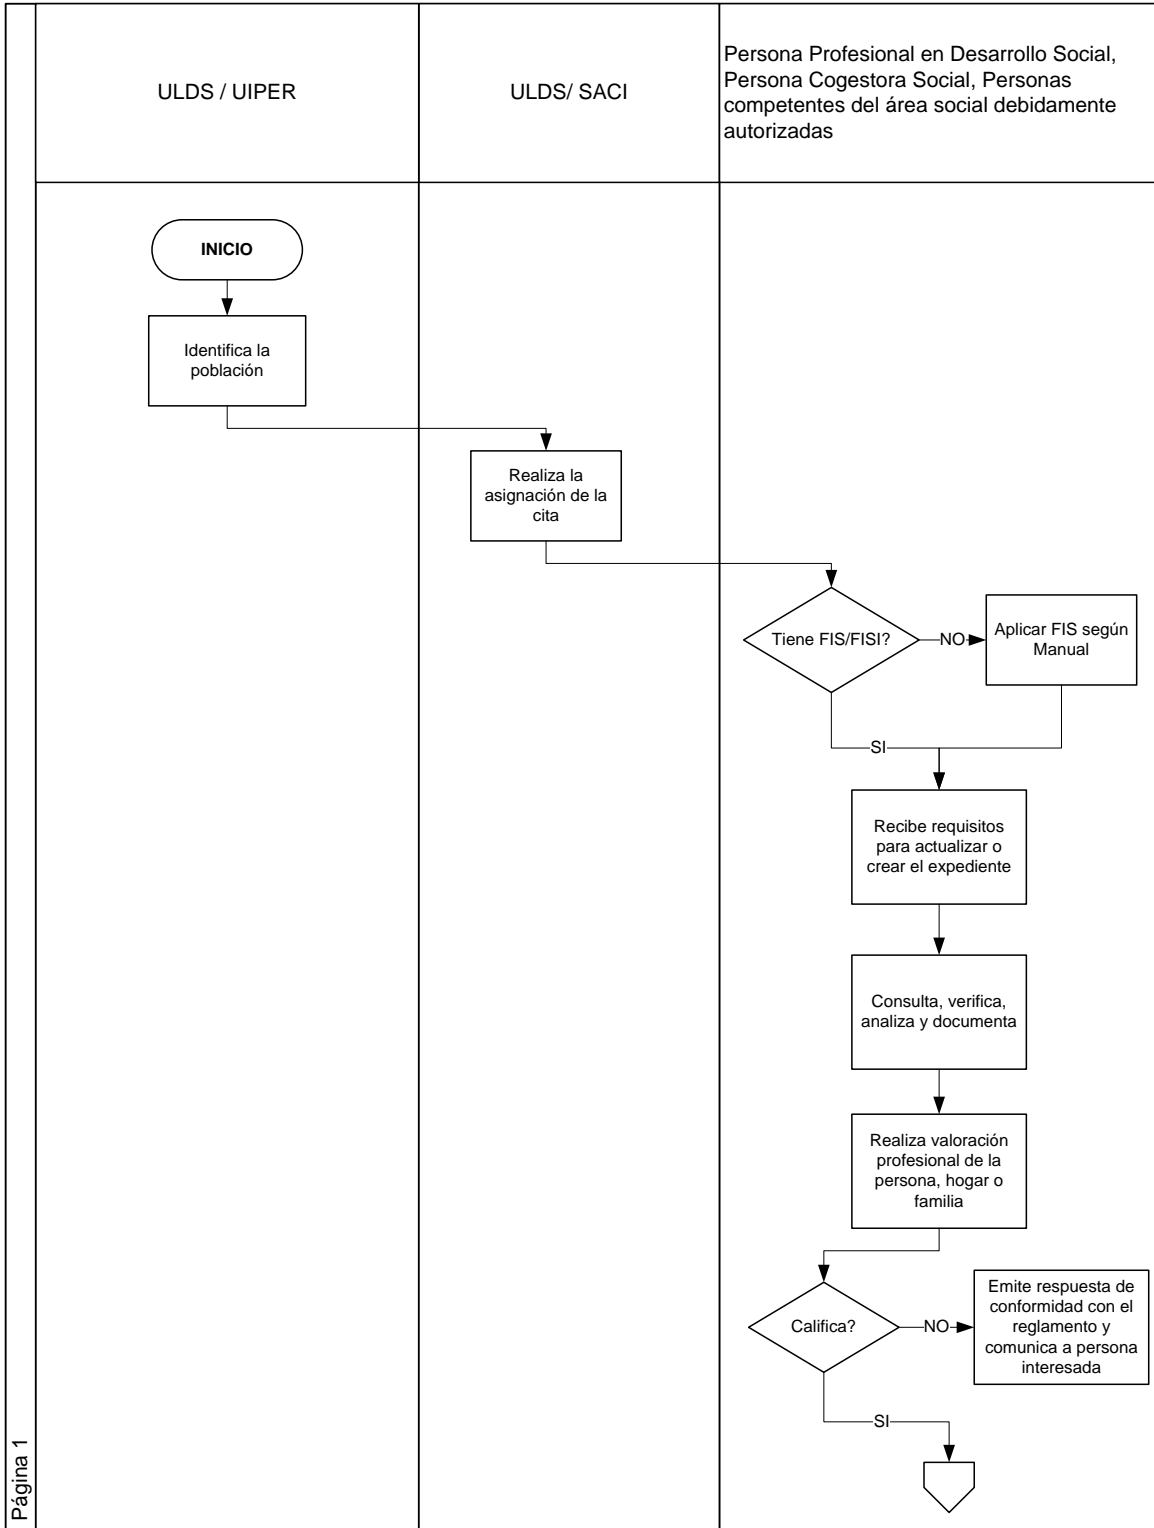 ULDS / UIPER
ULDS/ SACI
Persona Profesional en Desarrollo Social,
Persona Cogestora Social, Personas
competentes del área social debidamente
autorizadas
INICIO
Identifica la
población
Realiza la
asignación de la
cita
Tiene FIS/FISI?
NO
Aplicar FIS según
Manual
SI
Recibe requisitos
para actualizar o
crear el expediente
Consulta, verifica,
analiza y documenta
Realiza valoración
profesional de la
persona, hogar o
familia
Califica?
NO
Emite respuesta de
conformidad con el
reglamento y
comunica a persona
interesada
SI
Página 1